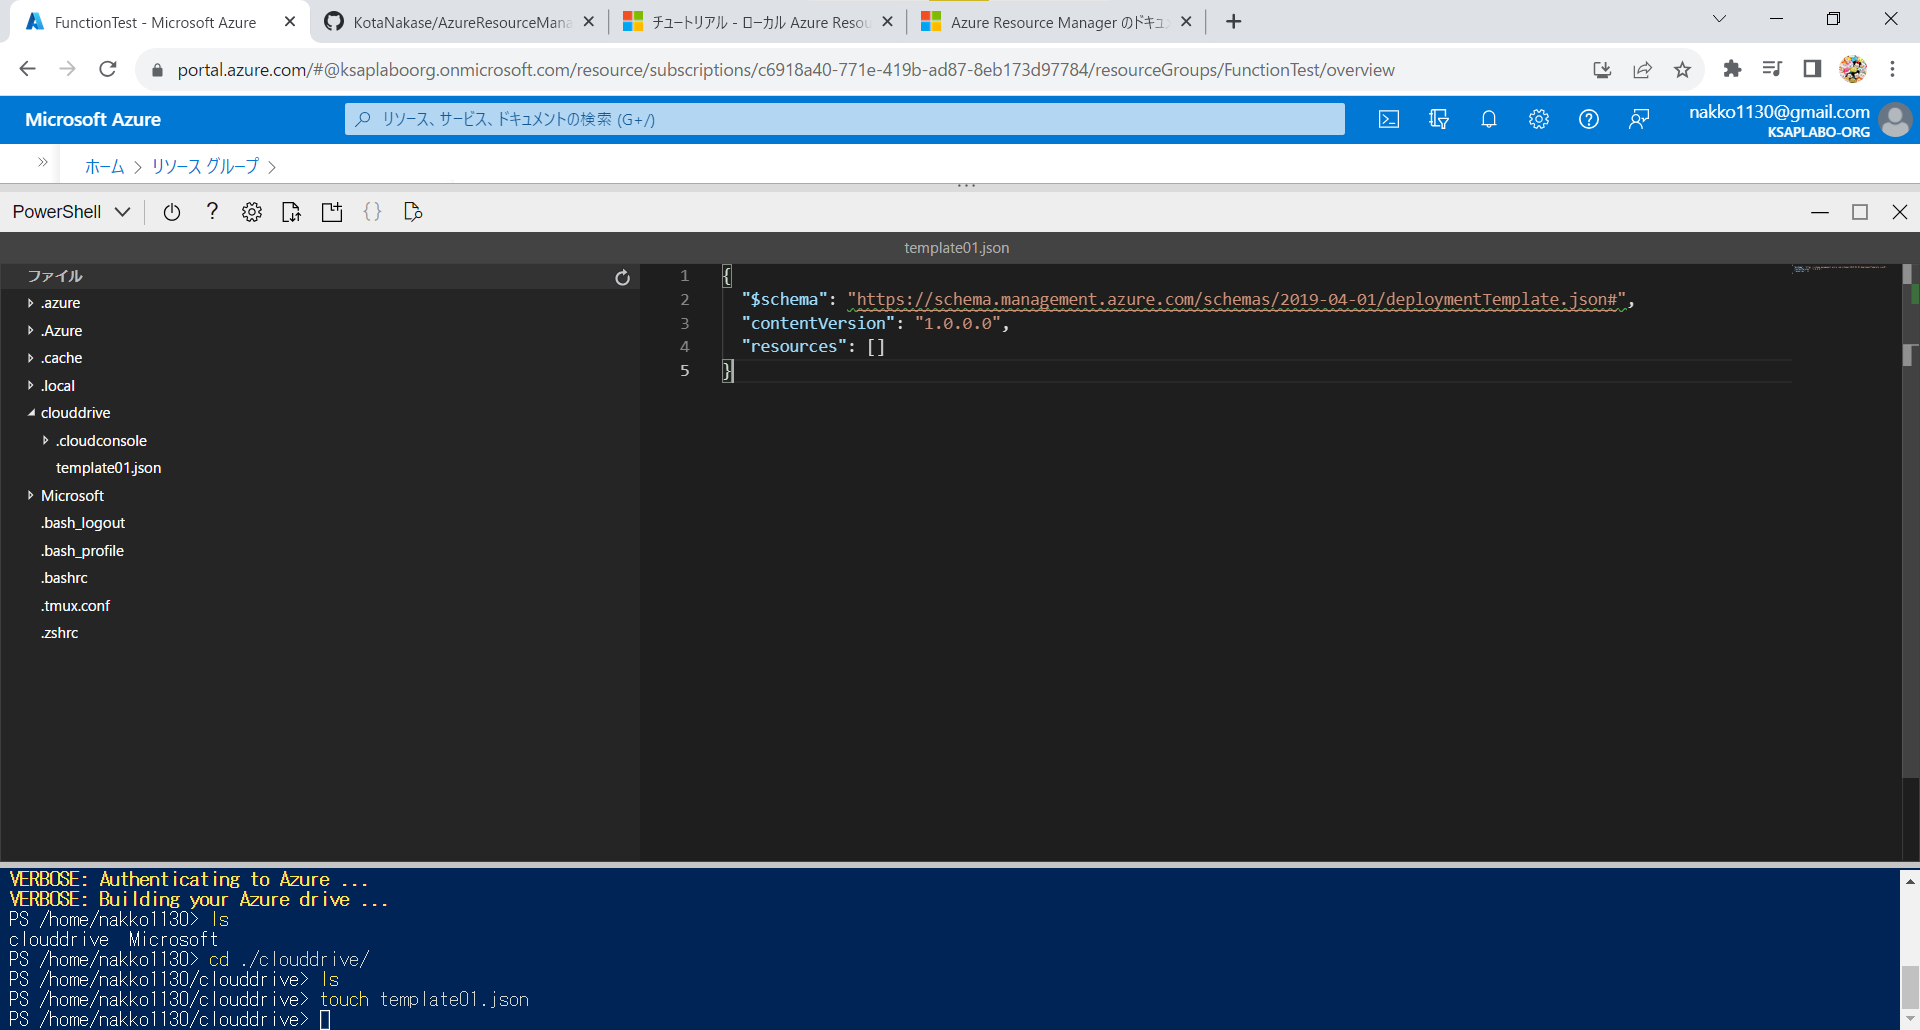 FunctionTest - Microsoft Azure
KotaNakase/AzureResourceMana
チュートリアル - ローカル Azure Resou
Azure Resource Manager のドキュ
portal.azure.com/#@ksaplaboorg.onmicrosoft.com/resource/subscriptions/c6918a40-771e-419b-ad87-8eb173d97784/resourceGroups/FunctionTest/overview
Microsoft Azure
リソース、サービス、ドキュメントの検索 (G+/)
nakko1130@gmail.com
KSAPLABO-ORG
ホーム > リソース グループ >
PowerShell
template01.json
ファイル
.azure
.Azure
.cache
.local
clouddrive
.cloudconsole
template01.json
Microsoft
.bash_logout
.bash_profile
.bashrc
.tmux.conf
.zshrc
1 {
2 "$schema": "https://schema.management.azure.com/schemas/2019-04-01/deploymentTemplate.json#",
3 "contentVersion": "1.0.0.0",
4 "resources": []
5 }
VERBOSE: Authenticating to Azure ...
VERBOSE: Building your Azure drive ...
PS /home/nakko1130> ls
clouddrive  Microsoft
PS /home/nakko1130> cd ./clouddrive/
PS /home/nakko1130/clouddrive> ls
PS /home/nakko1130/clouddrive> touch template01.json
PS /home/nakko1130/clouddrive>